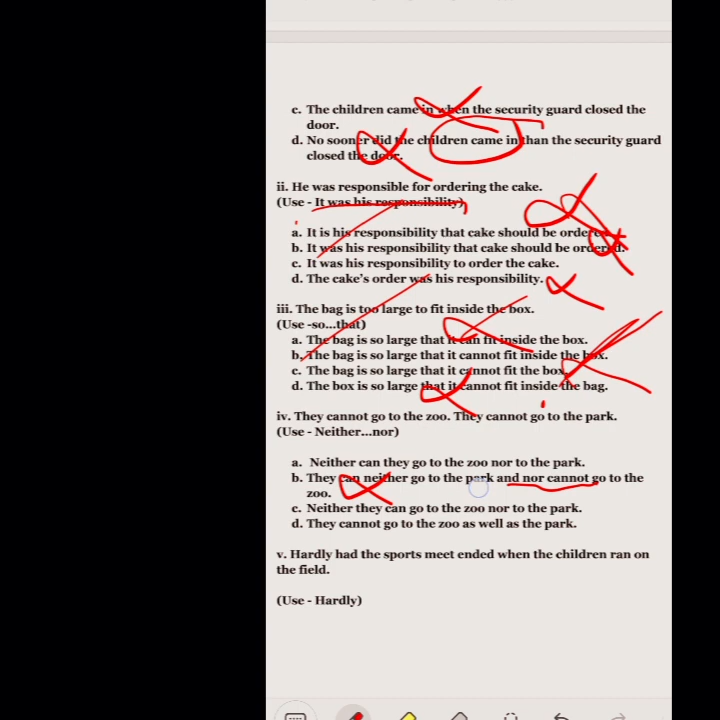 c. The children came in when the security guard closed the
door.
d. No sooner did the children came in than the security guard
closed the door.
ii. He was responsible for ordering the cake.
(Use - It was his responsibility)
a. It is his responsibility that cake should be ordered.
b. It was his responsibility that cake should be ordered.
c. It was his responsibility to order the cake.
d. The cake's order was his responsibility.
iii. The bag is too large to fit inside the box.
(Use -so...that)
a. The bag is so large that it can fit inside the box.
b. The bag is so large that it cannot fit inside the box.
c. The bag is so large that it cannot fit the box.
d. The box is so large that it cannot fit inside the bag.
iv. They cannot go to the zoo. They cannot go to the park.
(Use - Neither...nor)
a. Neither can they go to the zoo nor to the park.
b. They can neither go to the park and nor cannot go to the
zoo.
c. Neither they can go to the zoo nor to the park.
d. They cannot go to the zoo as well as the park.
v. Hardly had the sports meet ended when the children ran on
the field.
(Use - Hardly)